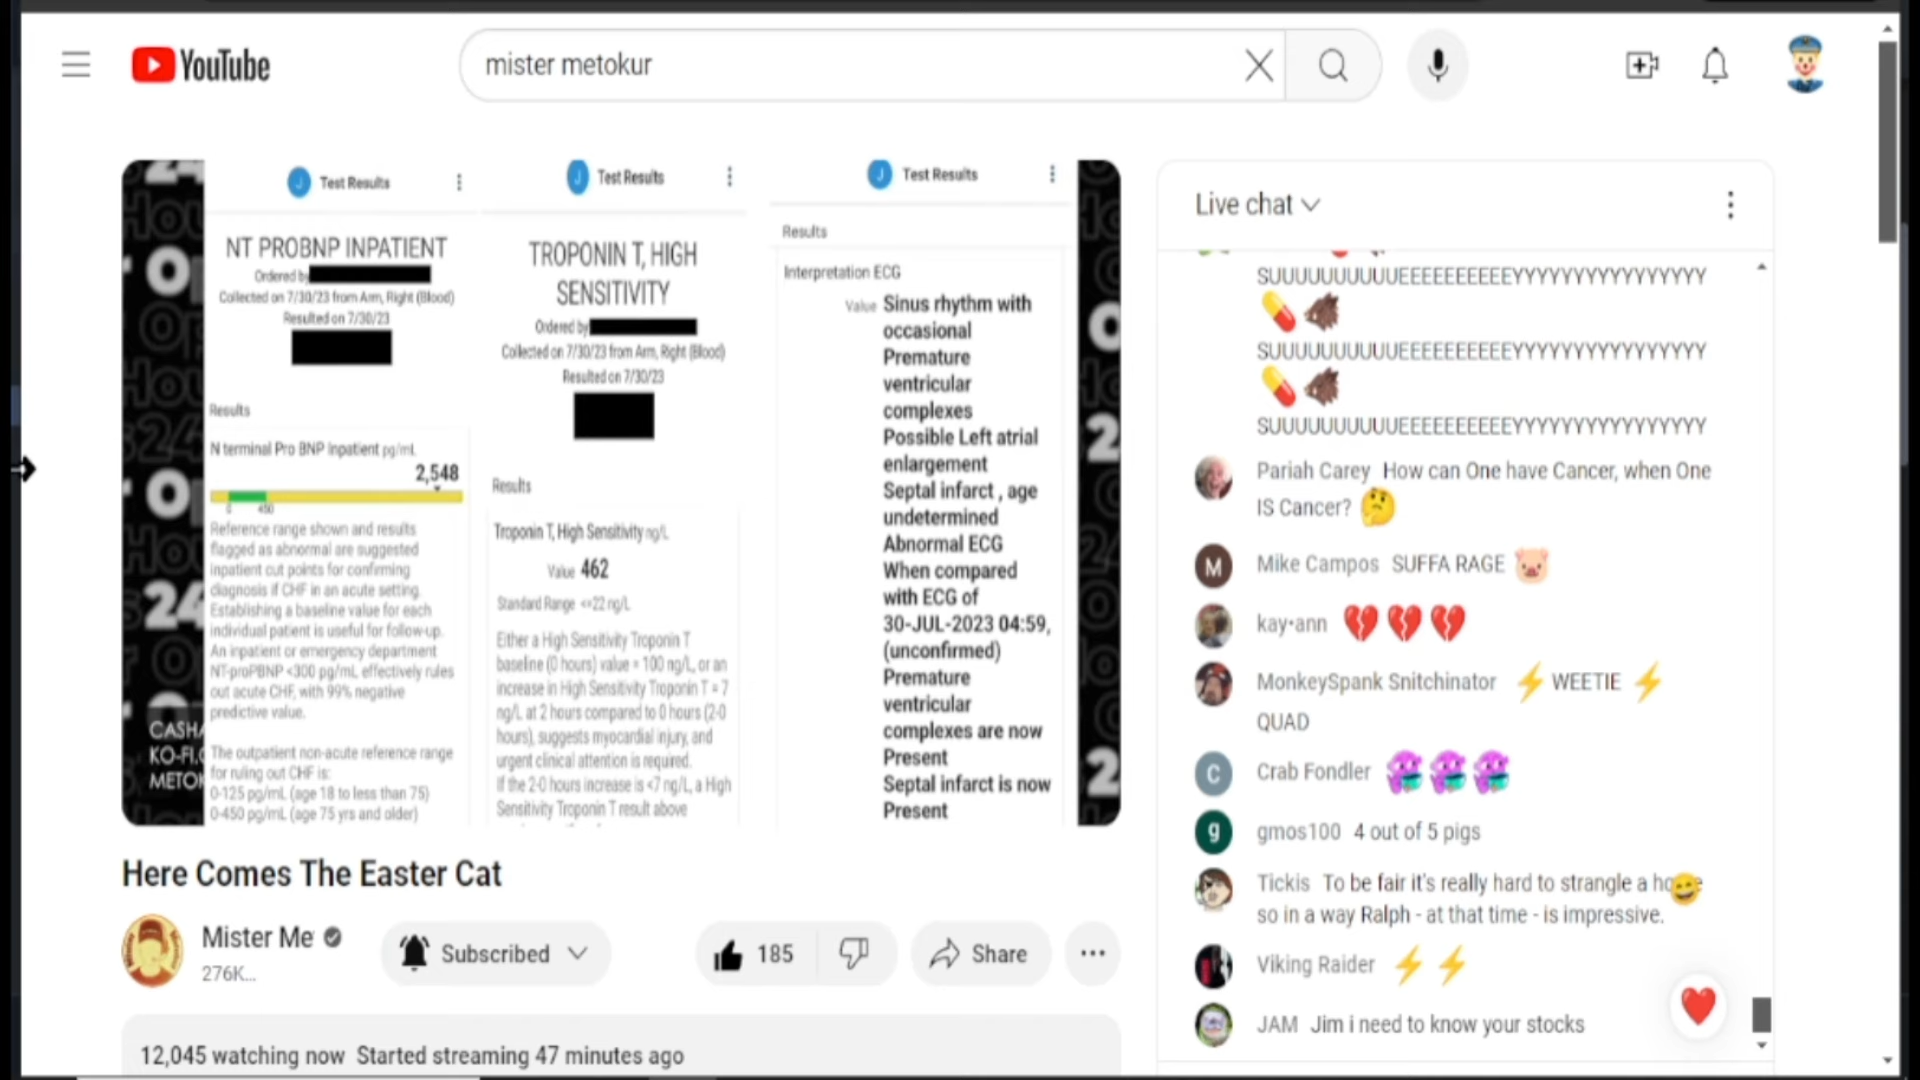 YouTube
mister metokur
Test Results
NT PROBNP INPATIENT
Ordered by
Collected on 7/30/23 from Arm, Right (Blood)
Resulted on 7/30/23
Results
N terminal Pro BNP Inpatient pg/mL
2,548
0 450
Reference range shown and results
flagged as abnormal are suggested
inpatient cut points for confirming
diagnosis if CHF in an acute setting.
Establishing a baseline value for each
individual patient is useful for follow-up.
An inpatient or emergency department
NT-proPBNP <300 pg/mL effectively rules
out acute CHF, with 99% negative
predictive value.
The outpatient non-acute reference range
for ruling out CHF is:
0-125 pg/mL (age 18 to less than 75)
0-450 pg/mL (age 75 yrs and older)
J Test Results
TROPONIN T, HIGH
SENSITIVITY
Ordered by
Collected on 7/30/23 from Arm, Right (Blood)
Resulted on 7/30/23
Results
Troponin T, High Sensitivity ng/L
Value 462
Standard Range <=22 ng/L
Either a High Sensitivity Troponin T
baseline (0 hours) value = 100 ng/L, or an
increase in High Sensitivity Troponin T = 7
ng/L at 2 hours compared to 0 hours (2-0
hours), suggests myocardial injury, and
urgent clinical attention is required.
If the 2-0 hours increase is <7 ng/L, a High
Sensitivity Troponin T result above
J Test Results
Results
Interpretation ECG
Value Sinus rhythm with
occasional
Premature
ventricular
complexes
Possible Left atrial
enlargement
Septal infarct , age
undetermined
Abnormal ECG
When compared
with ECG of
30-JUL-2023 04:59,
(unconfirmed)
Premature
ventricular
complexes are now
Present
Septal infarct is now
Present
CASHA
KO-FI.C
METOK
Here Comes The Easter Cat
Mister Me
276K...
Subscribed
185
Share
12,045 watching now Started streaming 47 minutes ago
Live chat
SUUUUUUUUUUEEEEEEEEEEYYYYYYYYYYYYYYYYY
SUUUUUUUUUUEEEEEEEEEEYYYYYYYYYYYYYYYYY
SUUUUUUUUUUEEEEEEEEEEYYYYYYYYYYYYYYYYY
Pariah Carey How can One have Cancer, when One
IS Cancer? 🤔
M Mike Campos SUFFA RAGE 🐷
kay•ann 💔 💔 💔
MonkeySpank Snitchinator ⚡ WEETIE ⚡
QUAD
C Crab Fondler
g gmos100 4 out of 5 pigs
Tickis To be fair it's really hard to strangle a
so in a way Ralph - at that time - is impressive.
Viking Raider ⚡ ⚡
JAM Jim i need to know your stocks